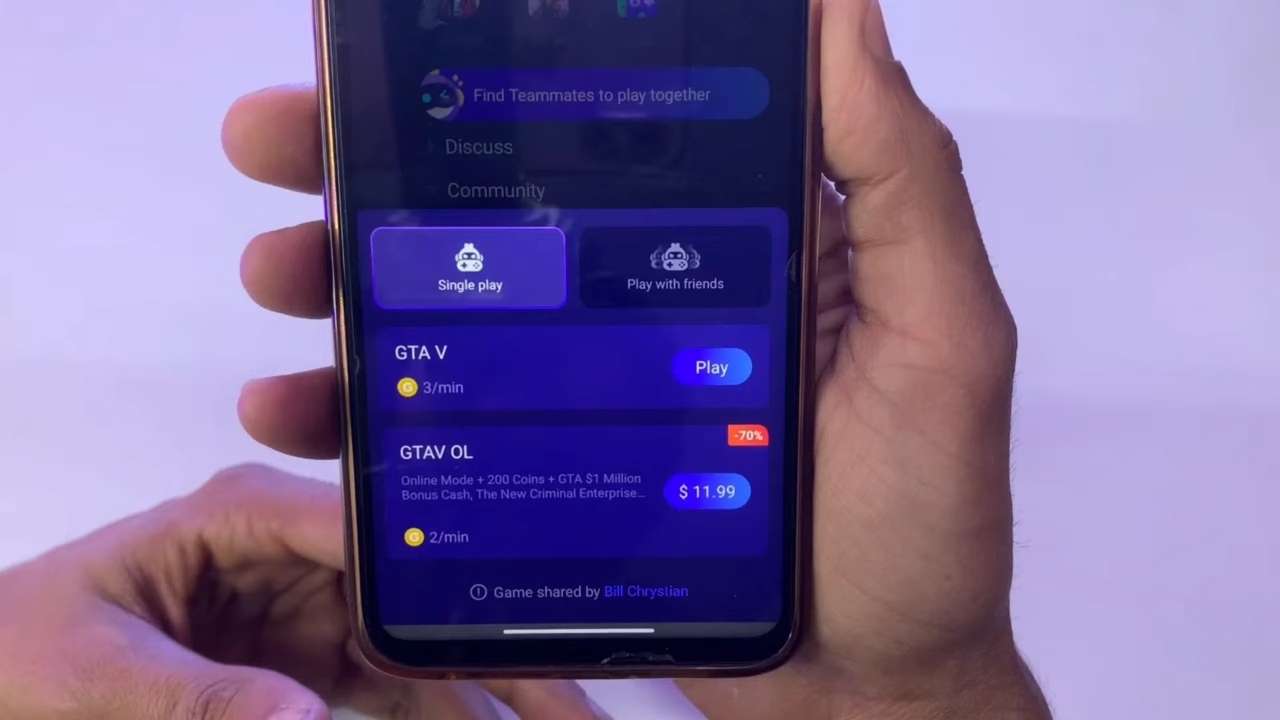 Find Teammates to play together
Discuss
Community
Single play
Play with friends
GTA V
Play
G 3/min
-70%
GTAV OL
Online Mode + 200 Coins + GTA $1 Million
Bonus Cash, The New Criminal Enterprise...
$ 11.99
G 2/min
Game shared by Bill Chrystian